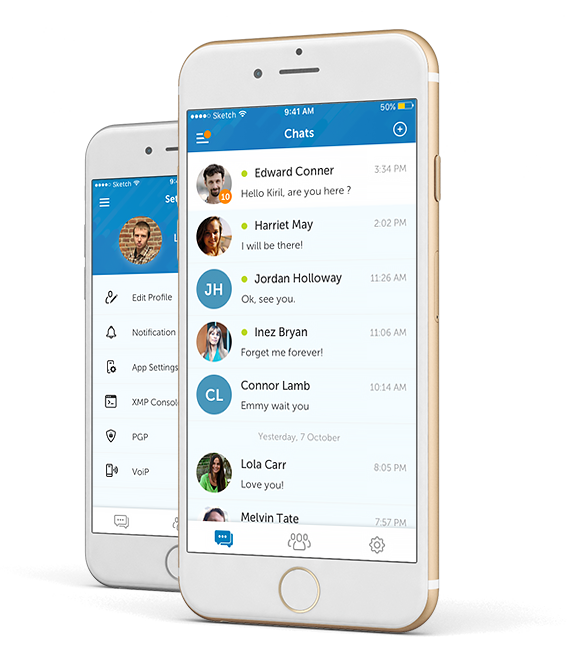 Sketch
9:41 AM
50%
Chats
Edward Conner
3:34 PM
Hello Kiril, are you here ?
10
Harriet May
2:02 PM
I will be there!
JH
Jordan Holloway
11:26 AM
Ok, see you.
Inez Bryan
11:06 AM
Forget me forever!
CL
Connor Lamb
10:14 AM
Emmy wait you
Yesterday, 7 October
Lola Carr
8:05 PM
Love you!
Melvin Tate
7:57 PM
Sketch
9:
Set
L
Edit Profile
Notification
App Settings
XMP Consol
PGP
VoiP